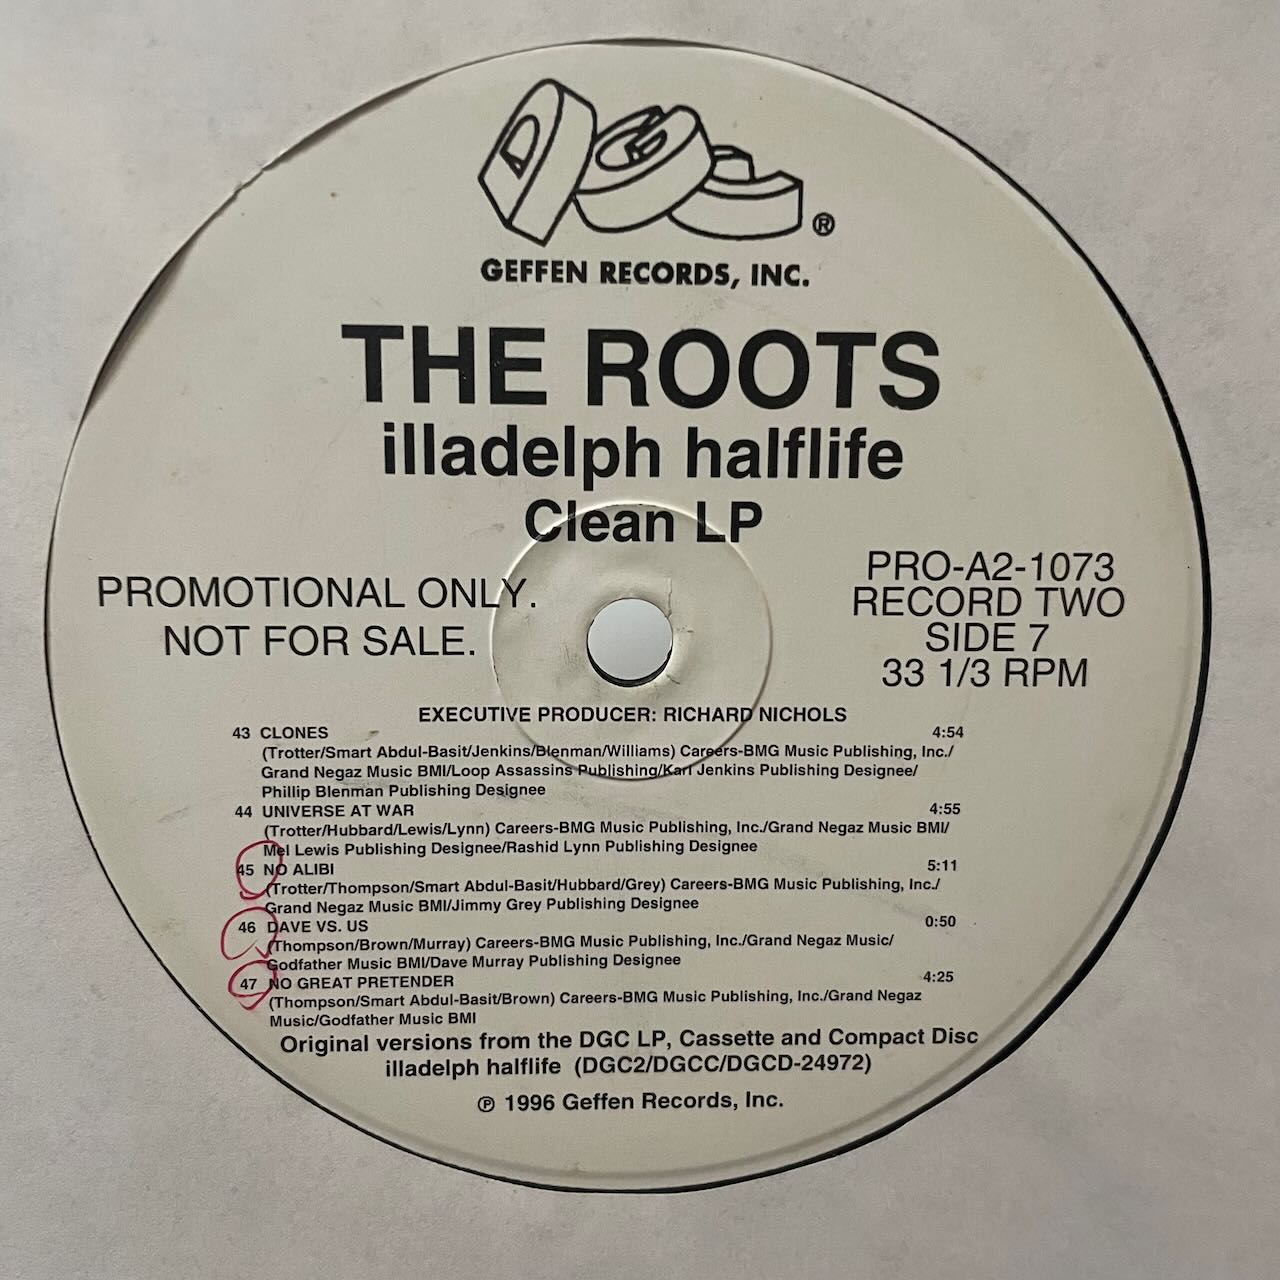 DGC ®
GEFFEN RECORDS, INC.
THE ROOTS
illadelph halflife
Clean LP
PROMOTIONAL ONLY.
NOT FOR SALE.
PRO-A2-1073
RECORD TWO
SIDE 7
33 1/3 RPM
EXECUTIVE PRODUCER: RICHARD NICHOLS
43 CLONES 4:54
(Trotter/Smart Abdul-Basit/Jenkins/Blenman/Williams) Careers-BMG Music Publishing, Inc./
Grand Negaz Music BMI/Loop Assassins Publishing/Karl Jenkins Publishing Designee/
Phillip Blenman Publishing Designee
44 UNIVERSE AT WAR 4:55
(Trotter/Hubbard/Lewis/Lynn) Careers-BMG Music Publishing, Inc./Grand Negaz Music BMI/
Mel Lewis Publishing Designee/Rashid Lynn Publishing Designee
45 NO ALIBI 5:11
(Trotter/Thompson/Smart Abdul-Basit/Hubbard/Grey) Careers-BMG Music Publishing, Inc./
Grand Negaz Music BMI/Jimmy Grey Publishing Designee
46 DAVE VS. US 0:50
(Thompson/Brown/Murray) Careers-BMG Music Publishing, Inc./Grand Negaz Music/
Godfather Music BMI/Dave Murray Publishing Designee
47 NO GREAT PRETENDER 4:25
(Thompson/Smart Abdul-Basit/Brown) Careers-BMG Music Publishing, Inc./Grand Negaz
Music/Godfather Music BMI
Original versions from the DGC LP, Cassette and Compact Disc
illadelph halflife (DGC2/DGCC/DGCD-24972)
℗ 1996 Geffen Records, Inc.